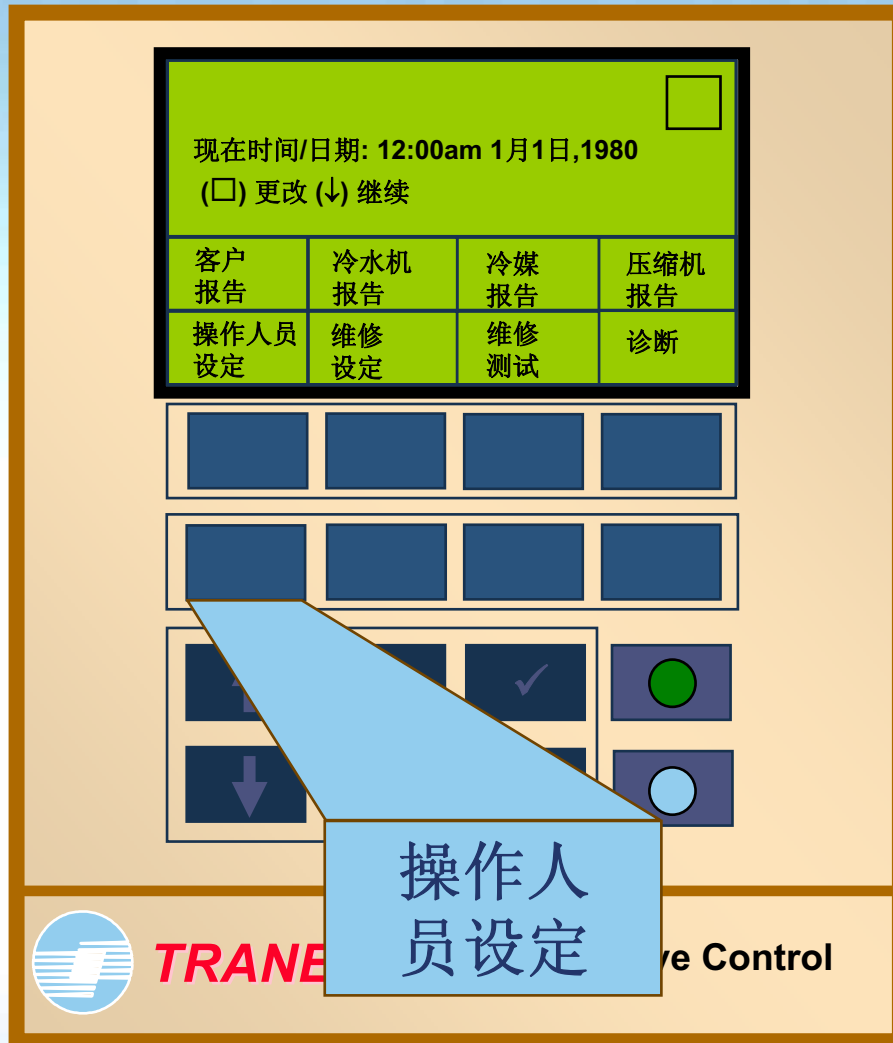 现在时间/日期: 12:00am 1月1日,1980
(□) 更改 (↓) 继续
客户
报告
冷水机
报告
冷媒
报告
压缩机
报告
操作人员
设定
维修
设定
维修
测试
诊断
操作人
员设定
TRANE
ve Control